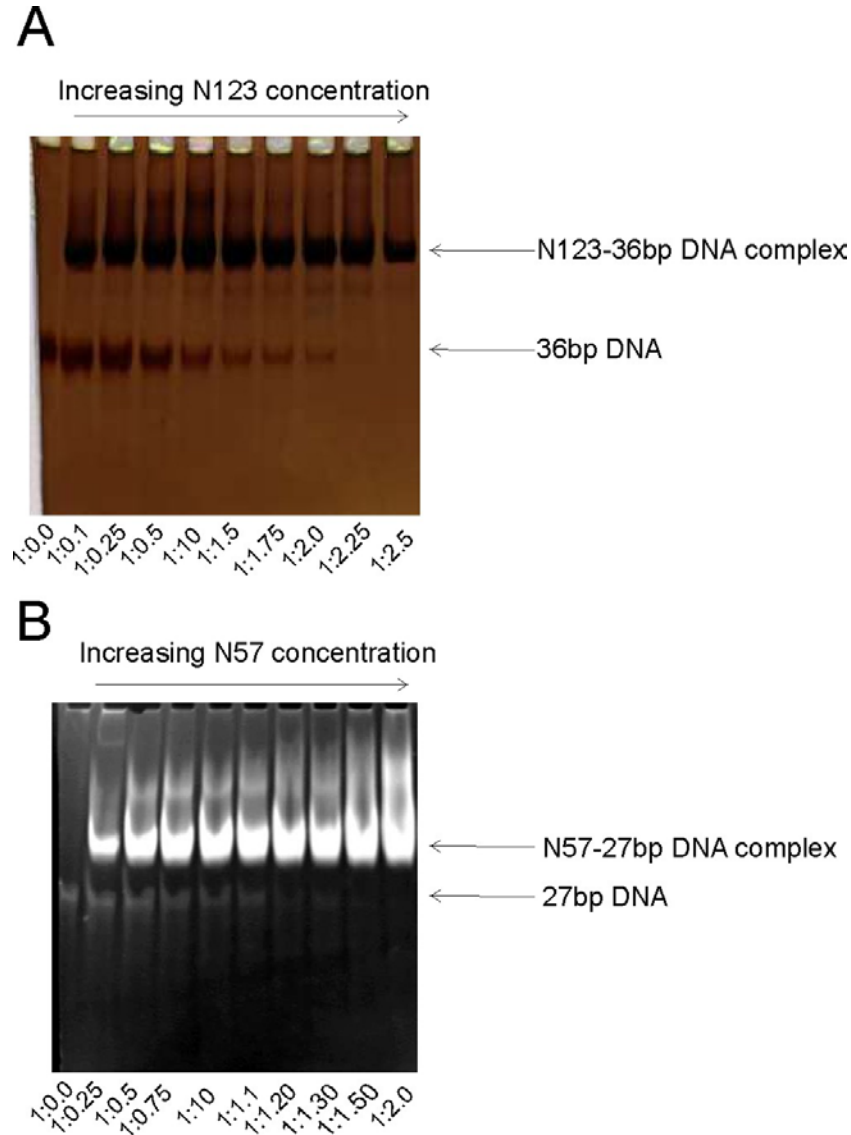 A
Increasing N123 concentration
N123-36bp DNA complex
36bp DNA
1:0.0
1:0.1
1:0.25
1:0.5
1:10
1:1.5
1:1.75
1:2.0
1:2.25
1:2.5
B
Increasing N57 concentration
N57-27bp DNA complex
27bp DNA
1:0.0
1:0.25
1:0.5
1:0.75
1:10
1:1.1
1:1.20
1:1.30
1:1.50
1:2.0